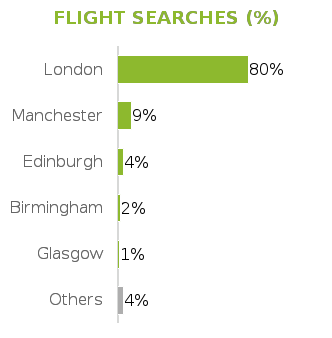 FLIGHT SEARCHES (%)
London 80%
Manchester 9%
Edinburgh 4%
Birmingham 2%
Glasgow 1%
Others 4%